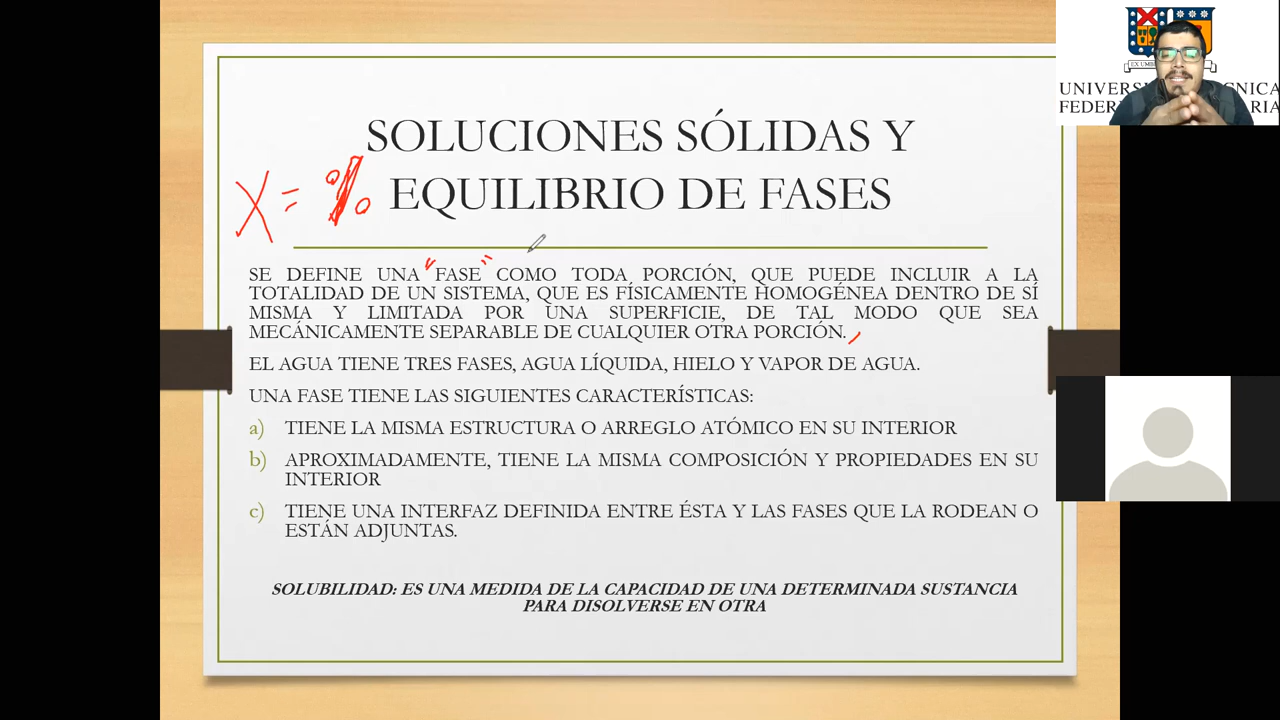 SOLUCIONES SÓLIDAS Y
EQUILIBRIO DE FASES
X = %
SE DEFINE UNA "FASE" COMO TODA PORCIÓN, QUE PUEDE INCLUIR A LA
TOTALIDAD DE UN SISTEMA, QUE ES FÍSICAMENTE HOMOGÉNEA DENTRO DE SÍ
MISMA Y LIMITADA POR UNA SUPERFICIE, DE TAL MODO QUE SEA
MECÁNICAMENTE SEPARABLE DE CUALQUIER OTRA PORCIÓN.
EL AGUA TIENE TRES FASES, AGUA LÍQUIDA, HIELO Y VAPOR DE AGUA.
UNA FASE TIENE LAS SIGUIENTES CARACTERÍSTICAS:
a) TIENE LA MISMA ESTRUCTURA O ARREGLO ATÓMICO EN SU INTERIOR
b) APROXIMADAMENTE, TIENE LA MISMA COMPOSICIÓN Y PROPIEDADES EN SU
INTERIOR
c) TIENE UNA INTERFAZ DEFINIDA ENTRE ÉSTA Y LAS FASES QUE LA RODEAN O
ESTÁN ADJUNTAS.
SOLUBILIDAD: ES UNA MEDIDA DE LA CAPACIDAD DE UNA DETERMINADA SUSTANCIA
PARA DISOLVERSE EN OTRA